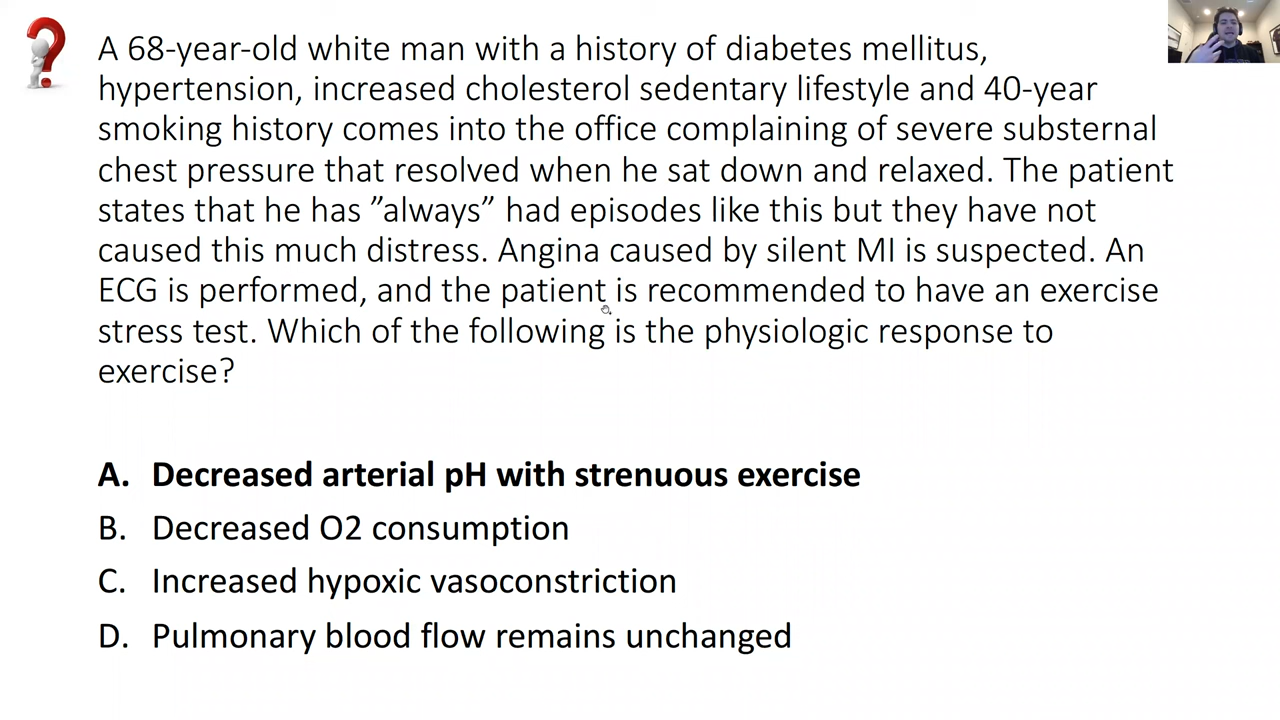 A 68-year-old white man with a history of diabetes mellitus,
hypertension, increased cholesterol sedentary lifestyle and 40-year
smoking history comes into the office complaining of severe substernal
chest pressure that resolved when he sat down and relaxed. The patient
states that he has ”always” had episodes like this but they have not
caused this much distress. Angina caused by silent MI is suspected. An
ECG is performed, and the patient is recommended to have an exercise
stress test. Which of the following is the physiologic response to
exercise?
A. Decreased arterial pH with strenuous exercise
B. Decreased O2 consumption
C. Increased hypoxic vasoconstriction
D. Pulmonary blood flow remains unchanged